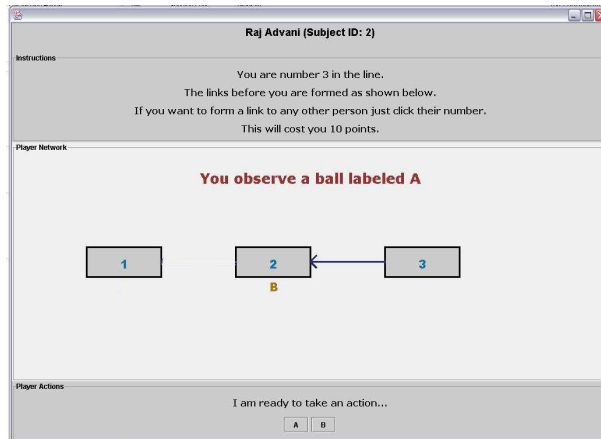 Raj Advani (Subject ID: 2)
Instructions
You are number 3 in the line.
The links before you are formed as shown below.
If you want to form a link to any other person just click their number.
This will cost you 10 points.
Player Network
You observe a ball labeled A
1 2 3
B
Player Actions
I am ready to take an action...
A B